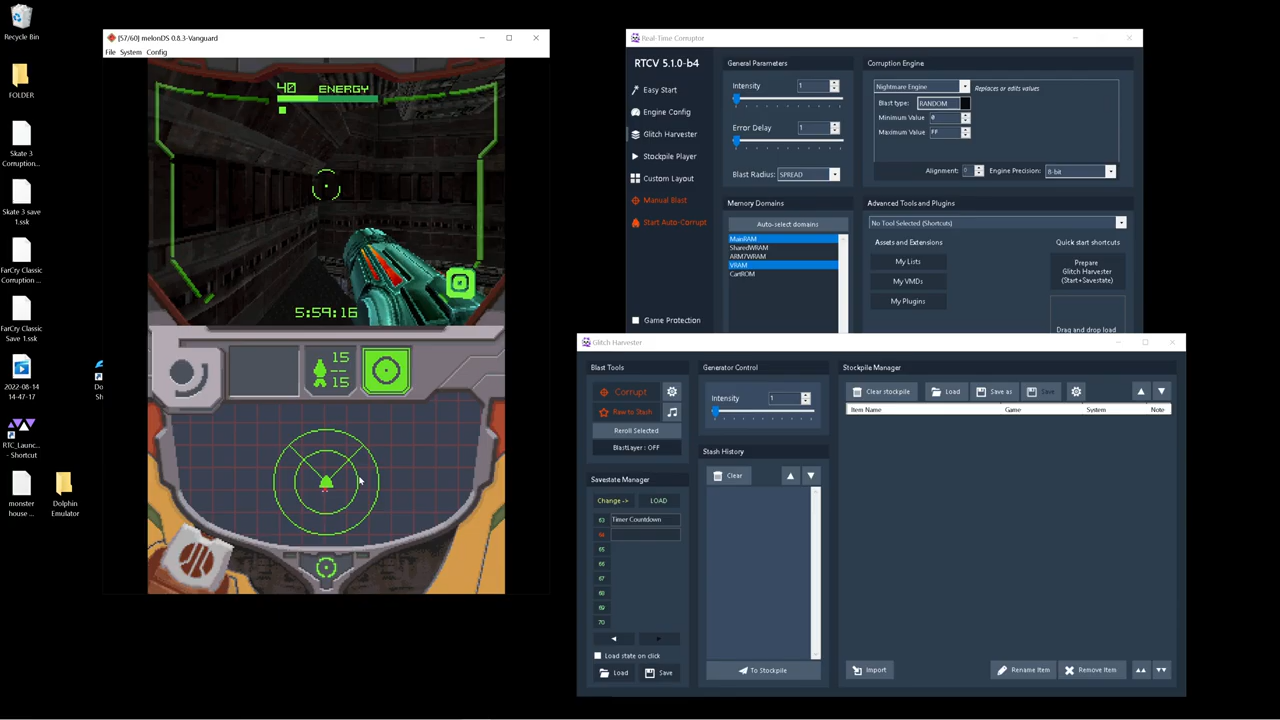 Recycle Bin
FOLDER
Skate 3
Corruption...
Skate 3 save
1.ssk
FarCry Classic
Corruption ...
FarCry Classic
Save 1.ssk
2022-08-14
14-47-17
RTC_Launc...
- Shortcut
monster
house ...
Dolphin
Emulator
Do
Sh
[57/60] melonDS 0.8.3-Vanguard
File System Config
40 ENERGY
5:59:16
15
--
15
Real-Time Corruptor
RTCV 5.1.0-b4
Easy Start
Engine Config
Glitch Harvester
Stockpile Player
Custom Layout
Manual Blast
Start Auto-Corrupt
Game Protection
General Parameters
Intensity 1
Error Delay 1
Blast Radius: SPREAD
Memory Domains
Auto-select domains
MainRAM
SharedWRAM
ARM7WRAM
VRAM
CartROM
Corruption Engine
Nightmare Engine
Replaces or edits values
Blast type: RANDOM
Minimum Value 0
Maximum Value FF
Alignment: 0 Engine Precision: 8-bit
Advanced Tools and Plugins
No Tool Selected (Shortcuts)
Assets and Extensions
My Lists
My VMDs
My Plugins
Quick start shortcuts
Prepare
Glitch Harvester
(Start+Savestate)
Drag and drop load
Glitch Harvester
Blast Tools
Corrupt
Raw to Stash
Reroll Selected
BlastLayer : OFF
Savestate Manager
Change -> LOAD
63 Timer Countdown
64
65
66
67
68
69
70
Load state on click
Load Save
Generator Control
Intensity 1
Stash History
Clear
To Stockpile
Stockpile Manager
Clear stockpile Load Save as Save
Item Name Game System Note
Import Rename Item Remove Item